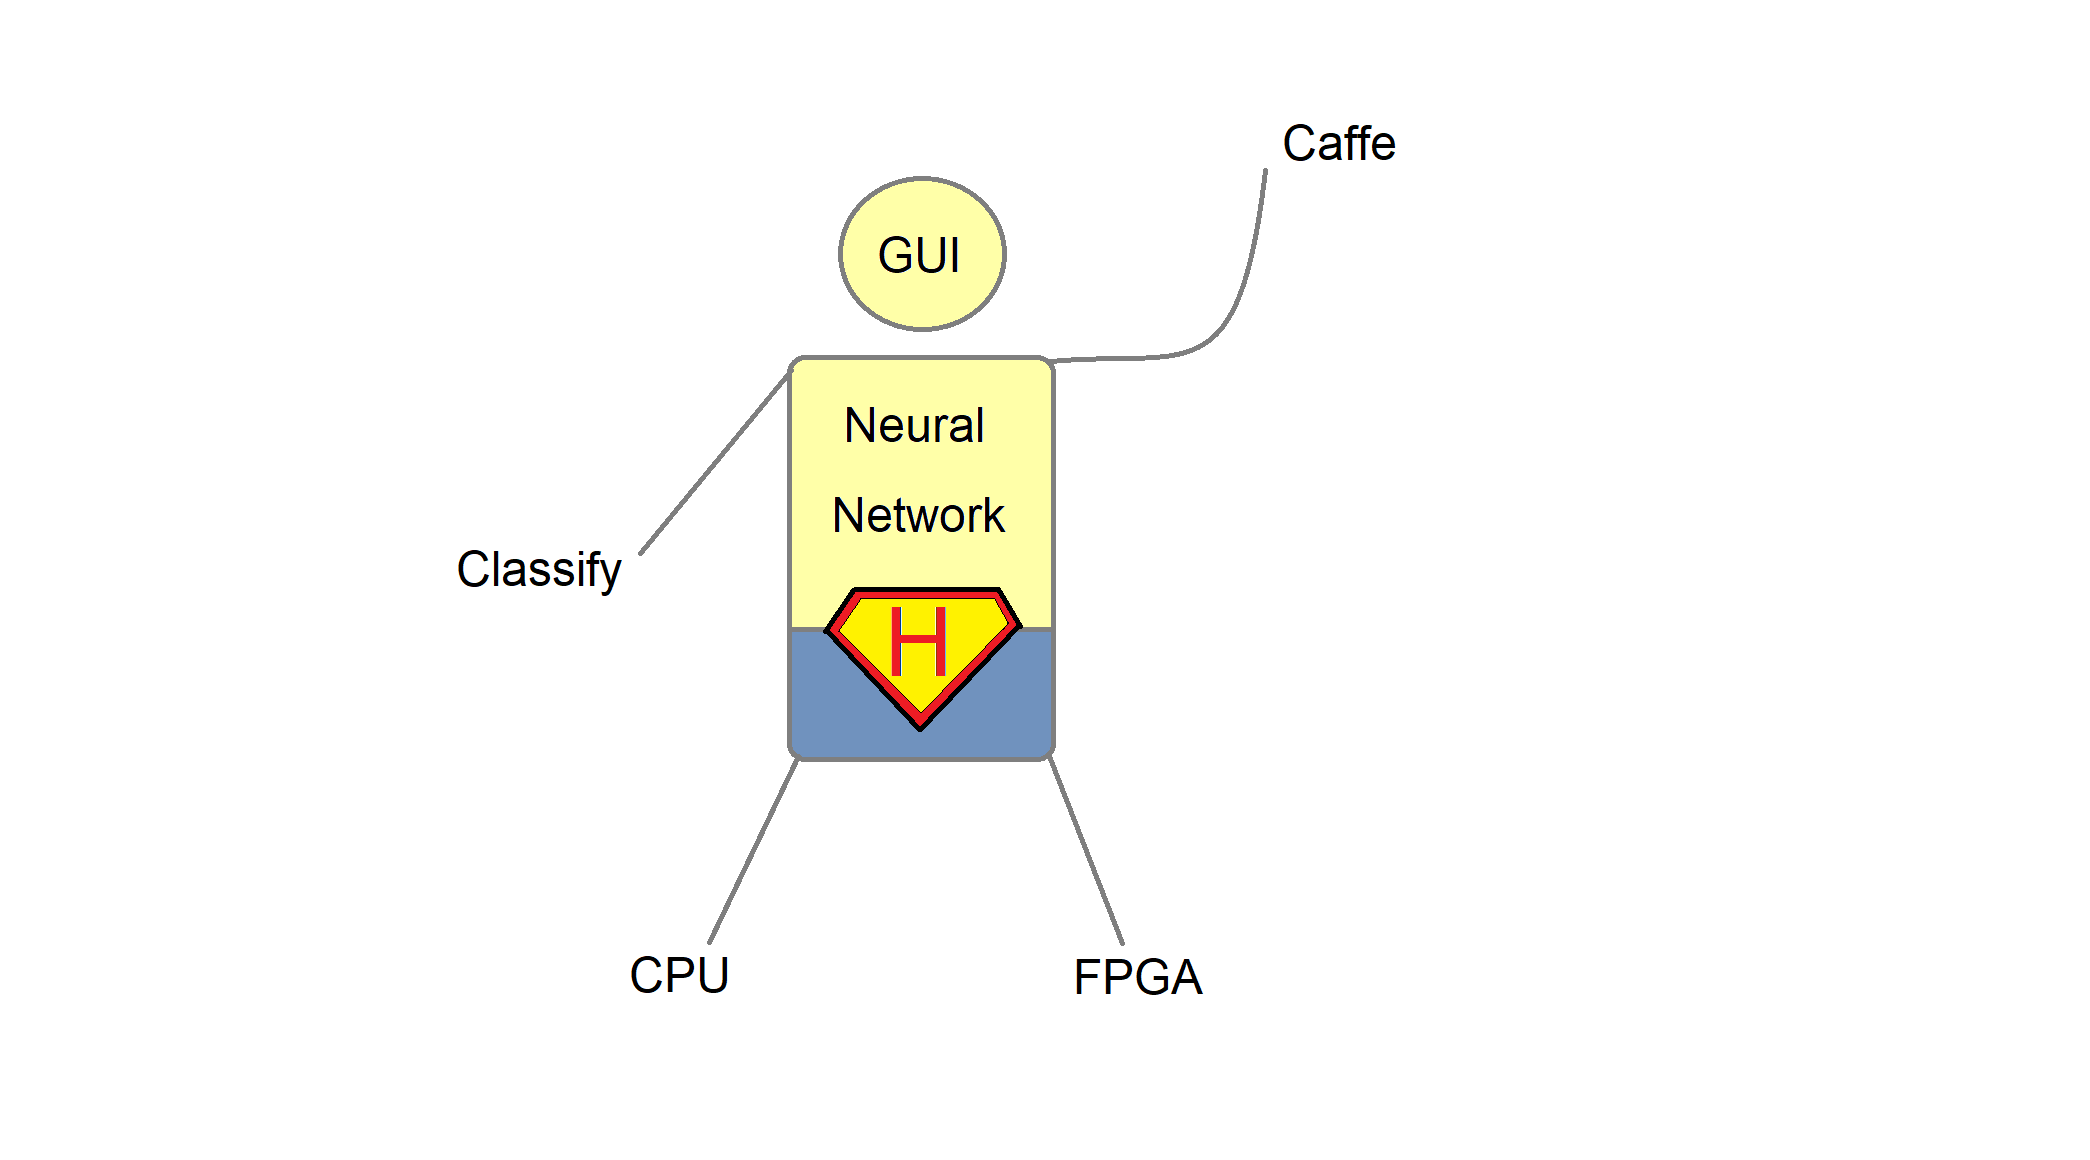 Caffe
GUI
Neural
Network
Classify
H
CPU
FPGA